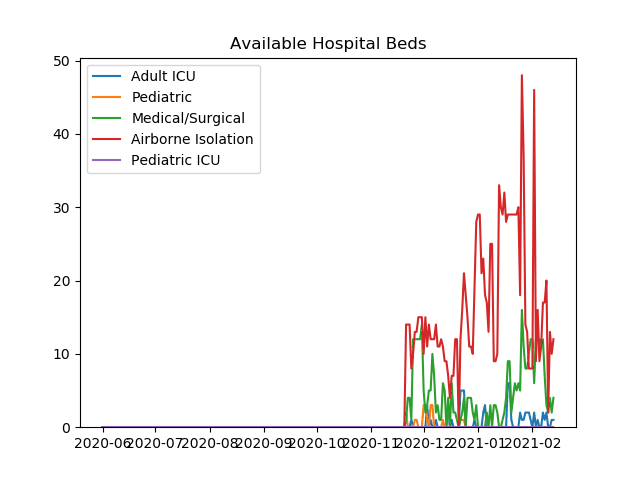 Available Hospital Beds
50
40
30
20
10
0
Adult ICU
Pediatric
Medical/Surgical
Airborne Isolation
Pediatric ICU
2020-06 2020-07 2020-08 2020-09 2020-10 2020-11 2020-12 2021-01 2021-02